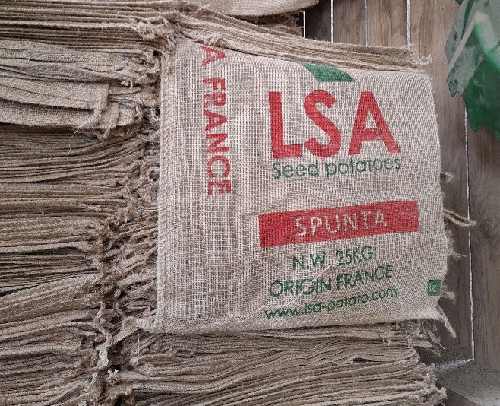 A FRANCE
LSA
Seed potatoes
SPUNTA
N.W. 25KG
ORIGIN FRANCE
www.lsa-potato.com